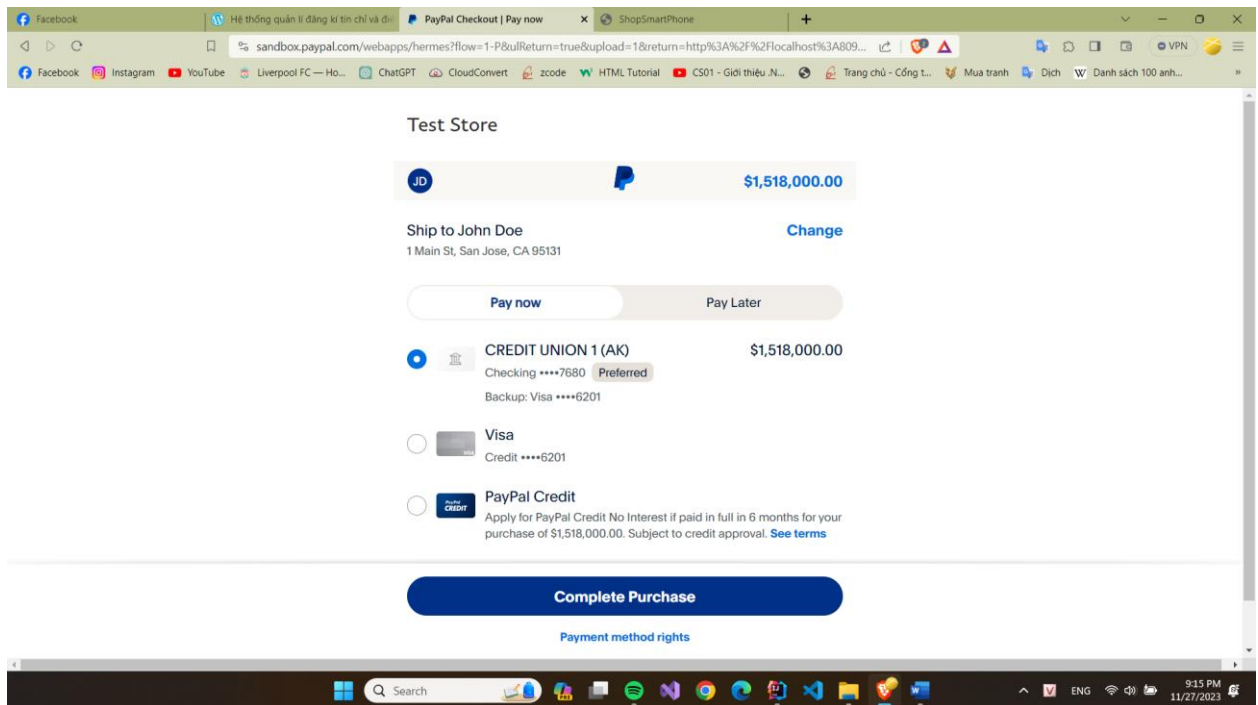 Facebook
Hệ thống quản lí đăng kí tín chỉ và đi
PayPal Checkout | Pay now
ShopSmartPhone
sandbox.paypal.com/webapps/hermes?flow=1-P&ulReturn=true&upload=1&return=http%3A%2F%2Flocalhost%3A809...
VPN
Facebook
Instagram
YouTube
Liverpool FC — Ho...
ChatGPT
CloudConvert
zcode
HTML Tutorial
CS01 - Giới thiệu .N...
Trang chủ - Cổng t...
Mua tranh
Dịch
W Danh sách 100 anh...
Test Store
JD
$1,518,000.00
Ship to John Doe
Change
1 Main St, San Jose, CA 95131
Pay now
Pay Later
CREDIT UNION 1 (AK)
$1,518,000.00
Checking ••••7680 Preferred
Backup: Visa ••••6201
Visa
VISA
Credit ••••6201
PayPal Credit
PayPal
CREDIT
Apply for PayPal Credit No Interest if paid in full in 6 months for your
purchase of $1,518,000.00. Subject to credit approval. See terms
Complete Purchase
Payment method rights
Search
V
ENG
9:15 PM
11/27/2023